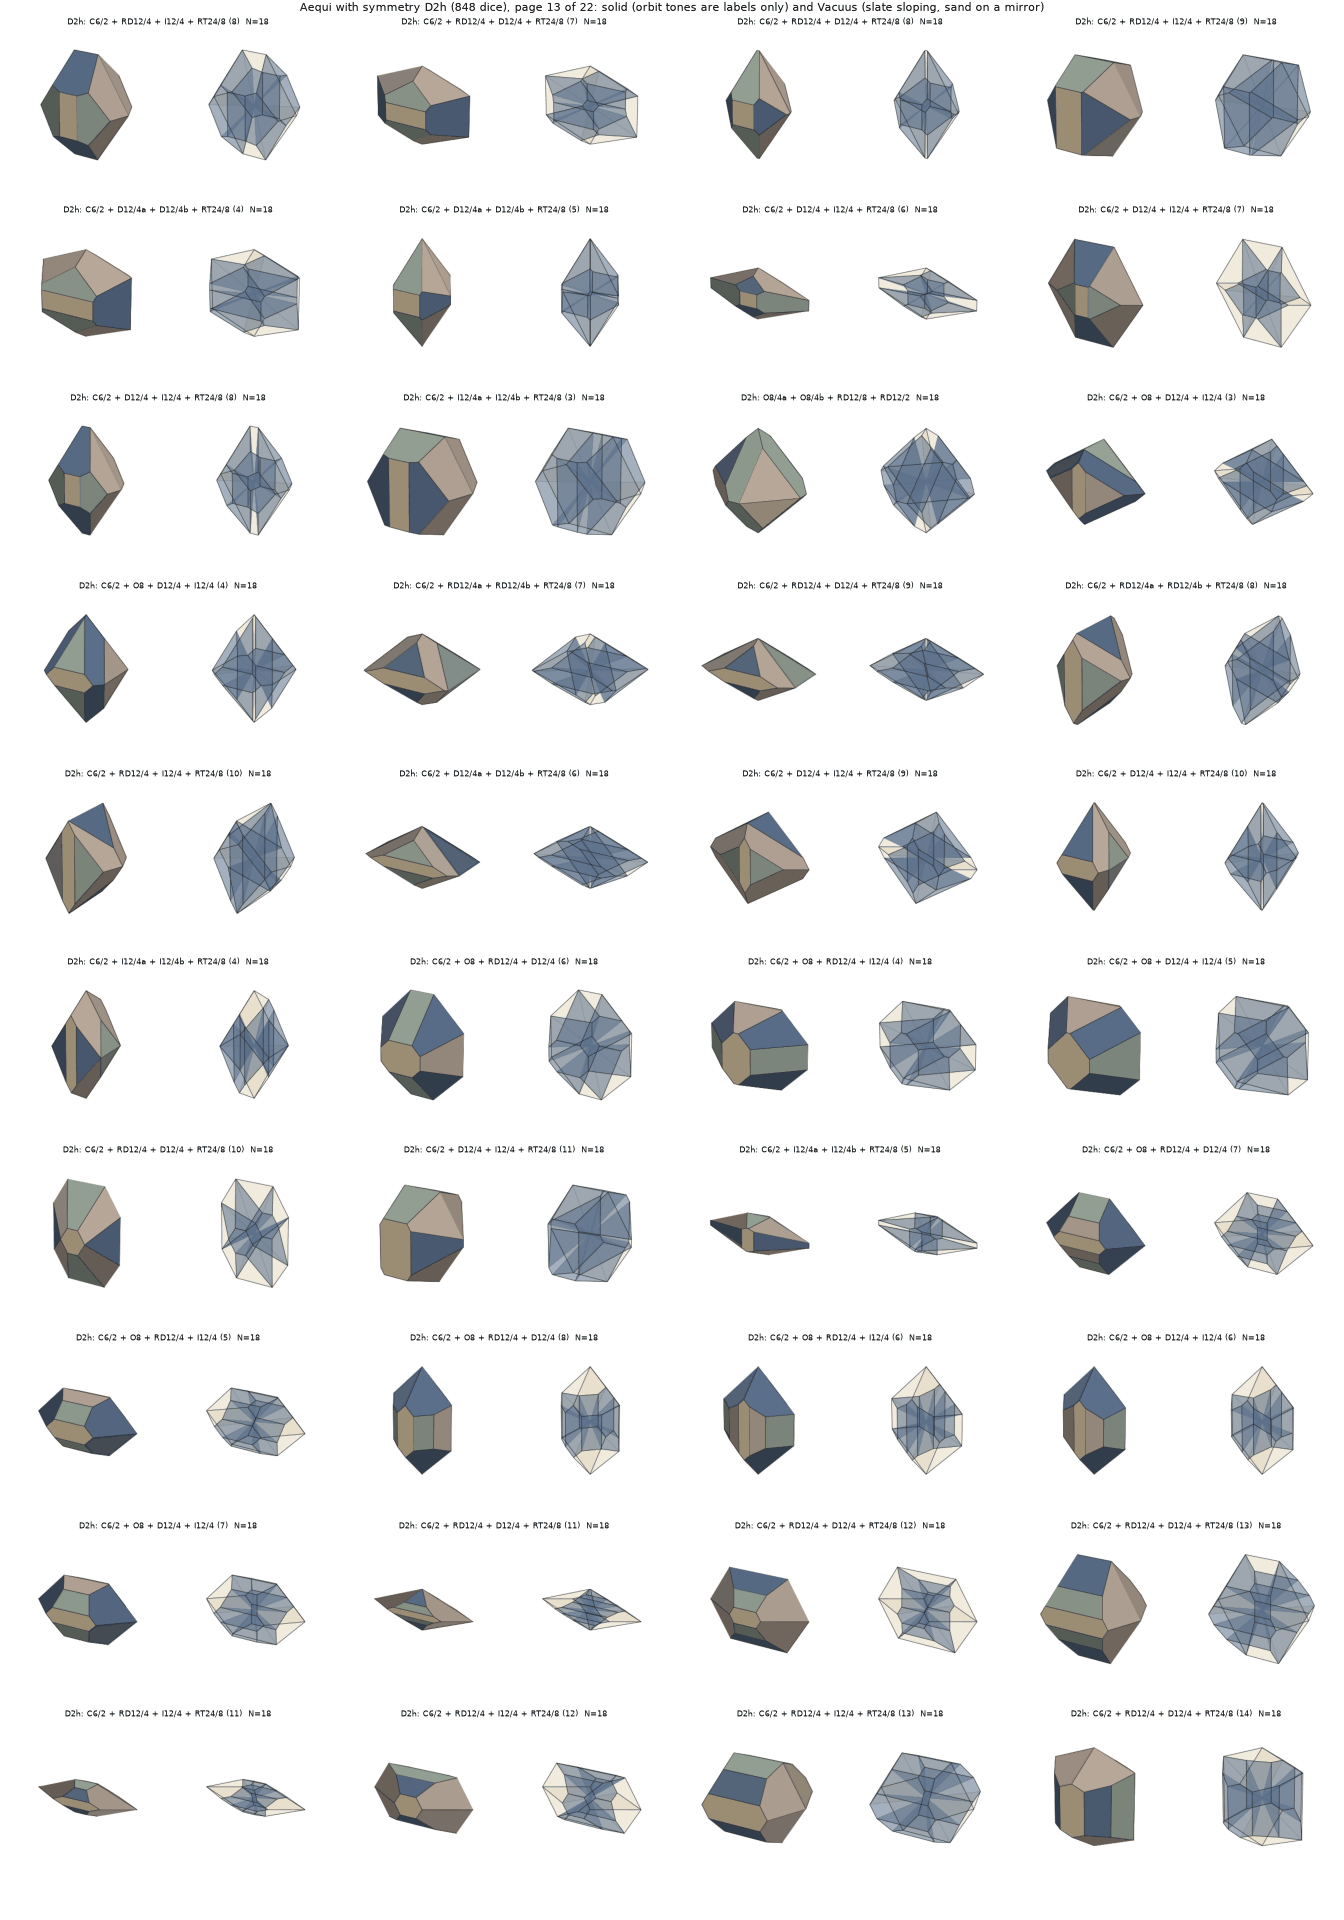 Aequi with symmetry D2h (848 dice), page 13 of 22: solid (orbit tones are labels only) and Vacuus (slate sloping, sand on a mirror)
D2h: C6/2 + RD12/4 + I12/4 + RT24/8 (8)  N=18
D2h: C6/2 + RD12/4 + D12/4 + RT24/8 (7)  N=18
D2h: C6/2 + RD12/4 + D12/4 + RT24/8 (8)  N=18
D2h: C6/2 + RD12/4 + I12/4 + RT24/8 (9)  N=18
D2h: C6/2 + D12/4a + D12/4b + RT24/8 (4)  N=18
D2h: C6/2 + D12/4a + D12/4b + RT24/8 (5)  N=18
D2h: C6/2 + D12/4 + I12/4 + RT24/8 (6)  N=18
D2h: C6/2 + D12/4 + I12/4 + RT24/8 (7)  N=18
D2h: C6/2 + D12/4 + I12/4 + RT24/8 (8)  N=18
D2h: C6/2 + I12/4a + I12/4b + RT24/8 (3)  N=18
D2h: O8/4a + O8/4b + RD12/8 + RD12/2  N=18
D2h: C6/2 + O8 + D12/4 + I12/4 (3)  N=18
D2h: C6/2 + O8 + D12/4 + I12/4 (4)  N=18
D2h: C6/2 + RD12/4a + RD12/4b + RT24/8 (7)  N=18
D2h: C6/2 + RD12/4 + D12/4 + RT24/8 (9)  N=18
D2h: C6/2 + RD12/4a + RD12/4b + RT24/8 (8)  N=18
D2h: C6/2 + RD12/4 + I12/4 + RT24/8 (10)  N=18
D2h: C6/2 + D12/4a + D12/4b + RT24/8 (6)  N=18
D2h: C6/2 + D12/4 + I12/4 + RT24/8 (9)  N=18
D2h: C6/2 + D12/4 + I12/4 + RT24/8 (10)  N=18
D2h: C6/2 + I12/4a + I12/4b + RT24/8 (4)  N=18
D2h: C6/2 + O8 + RD12/4 + D12/4 (6)  N=18
D2h: C6/2 + O8 + RD12/4 + I12/4 (4)  N=18
D2h: C6/2 + O8 + D12/4 + I12/4 (5)  N=18
D2h: C6/2 + RD12/4 + D12/4 + RT24/8 (10)  N=18
D2h: C6/2 + D12/4 + I12/4 + RT24/8 (11)  N=18
D2h: C6/2 + I12/4a + I12/4b + RT24/8 (5)  N=18
D2h: C6/2 + O8 + RD12/4 + D12/4 (7)  N=18
D2h: C6/2 + O8 + RD12/4 + I12/4 (5)  N=18
D2h: C6/2 + O8 + RD12/4 + D12/4 (8)  N=18
D2h: C6/2 + O8 + RD12/4 + I12/4 (6)  N=18
D2h: C6/2 + O8 + D12/4 + I12/4 (6)  N=18
D2h: C6/2 + O8 + D12/4 + I12/4 (7)  N=18
D2h: C6/2 + RD12/4 + D12/4 + RT24/8 (11)  N=18
D2h: C6/2 + RD12/4 + D12/4 + RT24/8 (12)  N=18
D2h: C6/2 + RD12/4 + D12/4 + RT24/8 (13)  N=18
D2h: C6/2 + RD12/4 + I12/4 + RT24/8 (11)  N=18
D2h: C6/2 + RD12/4 + I12/4 + RT24/8 (12)  N=18
D2h: C6/2 + RD12/4 + I12/4 + RT24/8 (13)  N=18
D2h: C6/2 + RD12/4 + D12/4 + RT24/8 (14)  N=18